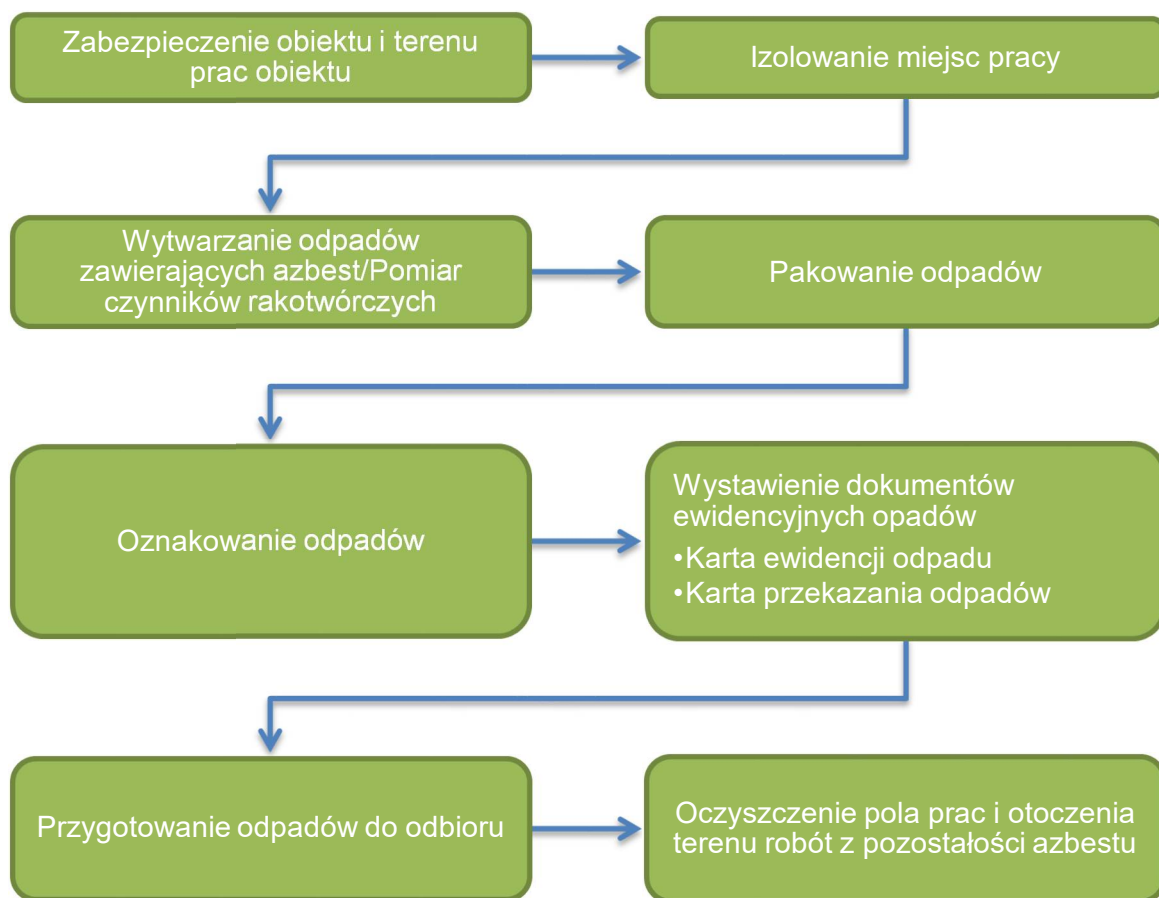 Zabezpieczenie obiektu i terenu
prac obiektu
Izolowanie miejsc pracy
Wytwarzanie odpadów
zawierających azbest/Pomiar
czynników rakotwórczych
Pakowanie odpadów
Oznakowanie odpadów
Wystawienie dokumentów
ewidencyjnych opadów
•Karta ewidencji odpadu
•Karta przekazania odpadów
Przygotowanie odpadów do odbioru
Oczyszczenie pola prac i otoczenia
terenu robót z pozostałości azbestu